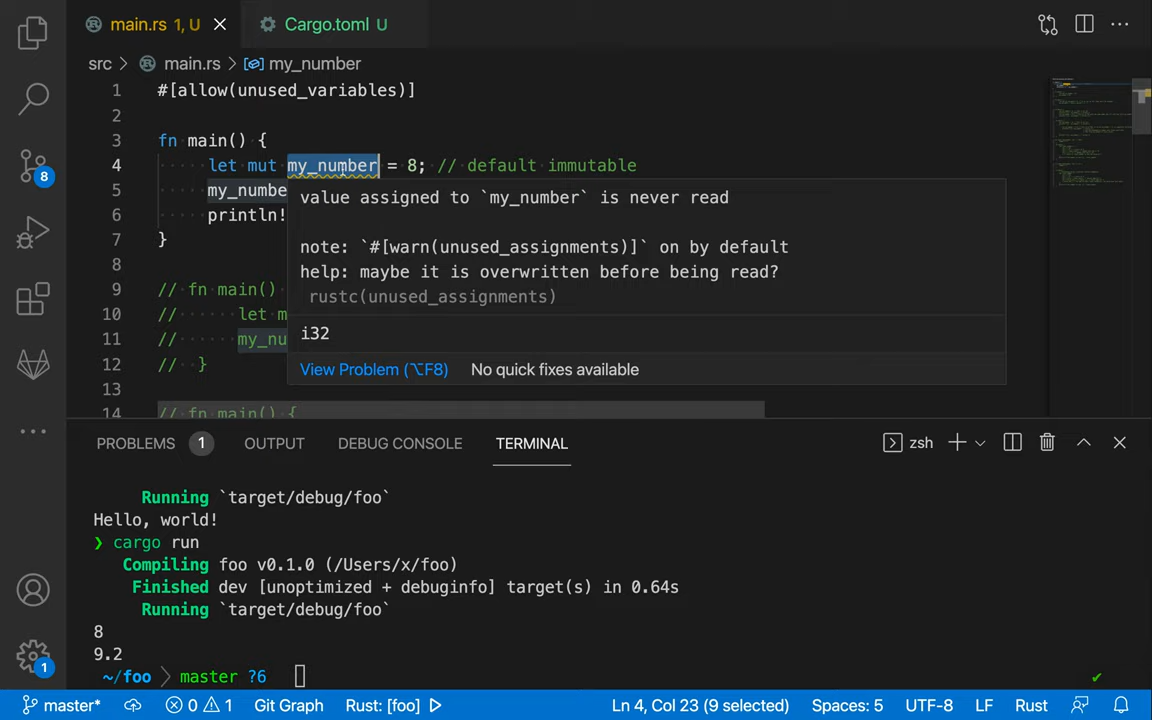 main.rs 1, U
Cargo.toml U
src > main.rs > my_number
1 #[allow(unused_variables)]
2
3 fn main() {
4 let mut my_number = 8; // default immutable
5 my_numbe
6 println!
7 }
8
9 // fn main()
10 // let m
11 // my_nu
12 // }
13
14 // fn main() {
value assigned to `my_number` is never read
note: `#[warn(unused_assignments)]` on by default
help: maybe it is overwritten before being read?
rustc(unused_assignments)
i32
View Problem (⌥F8) No quick fixes available
8
1
PROBLEMS 1 OUTPUT DEBUG CONSOLE TERMINAL zsh
Running `target/debug/foo`
Hello, world!
❯ cargo run
Compiling foo v0.1.0 (/Users/x/foo)
Finished dev [unoptimized + debuginfo] target(s) in 0.64s
Running `target/debug/foo`
8
9.2
~/foo master ?6
master* 0 1 Git Graph Rust: [foo] Ln 4, Col 23 (9 selected) Spaces: 5 UTF-8 LF Rust